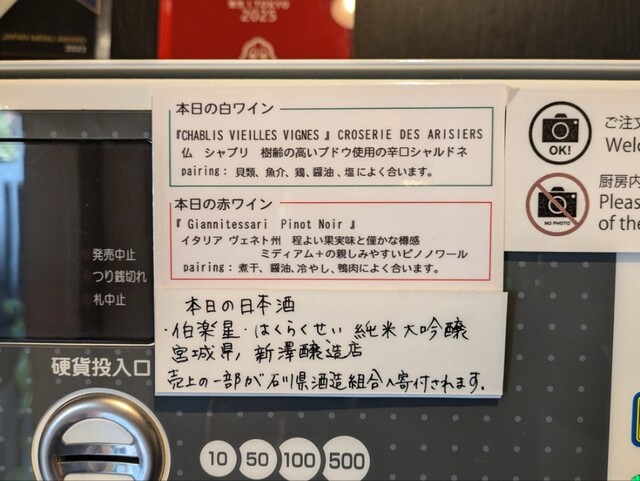 JAPAN MENU AWARD
2023
TOKYO
2025
本日の白ワイン
『CHABLIS VIEILLES VIGNES 』 CROSERIE DES ARISIERS
仏 シャブリ 樹齢の高いブドウ使用の辛口シャルドネ
pairing: 貝類、魚介、鶏、醤油、塩によく合います。
本日の赤ワイン
『 Giannitessari Pinot Noir 』
イタリア ヴェネト州 程よい果実味と僅かな樽感
ミディアム+の親しみやすいピノノワール
pairing: 煮干、醤油、冷やし、鴨肉によく合います。
本日の日本酒
・伯楽星・はくらくせい 純米大吟醸
宮城県, 新澤醸造店
売上の一部が石川県酒造組合へ寄付されます.
OK!
ご注文
Welc
NO PHOTO
厨房内
Please
of the
発売中止
つり銭切れ
札中止
硬貨投入口
10 50 100 500